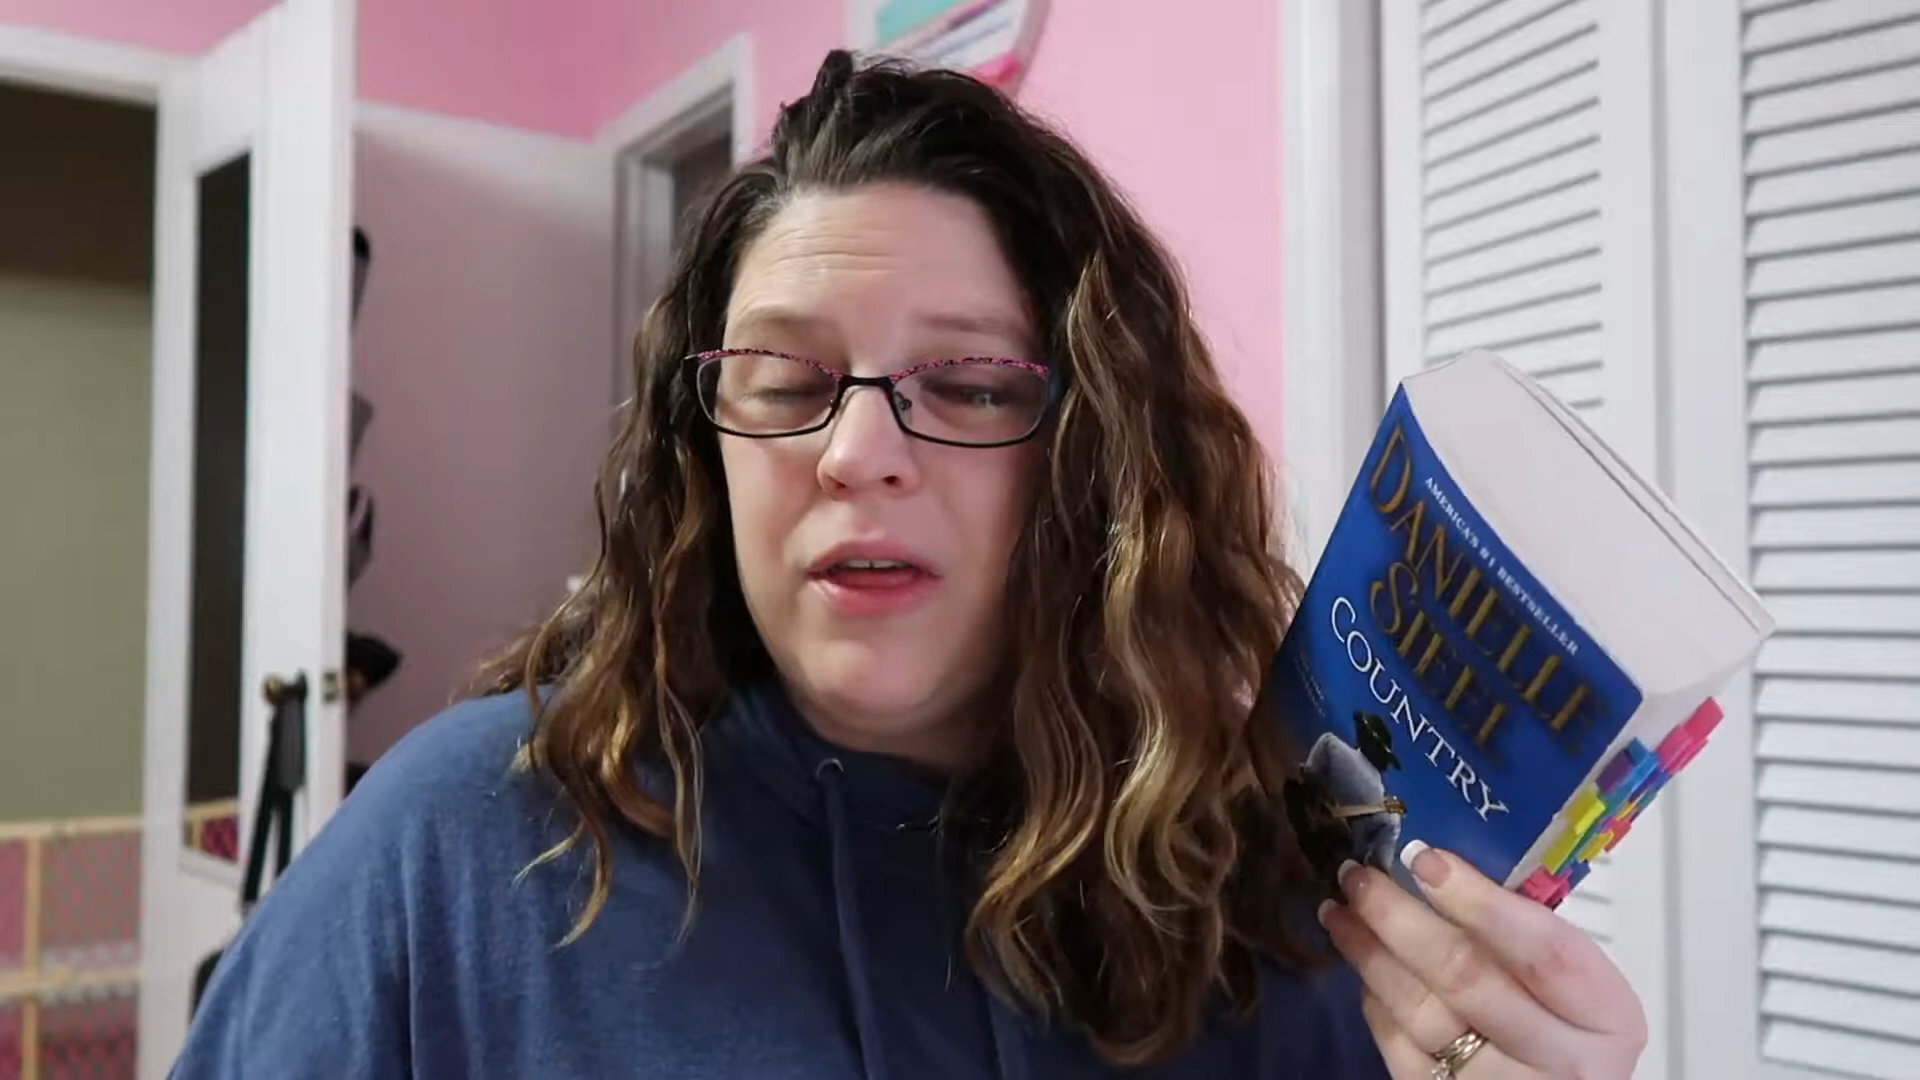 AMERICA'S #1 BESTSELLER
DANIELLE
STEEL
COUNTRY